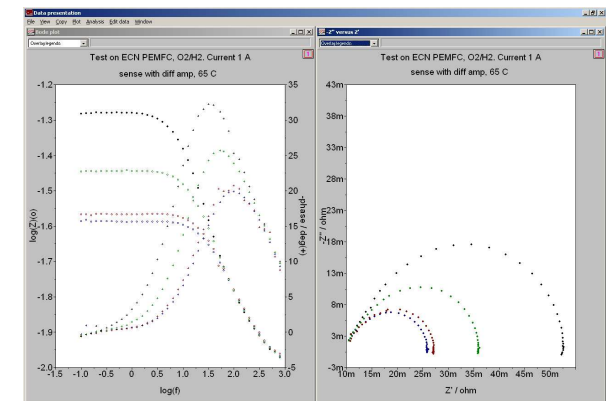 Data presentation
File View Copy Plot Analysis Edit data Window
Bode plot
Overlay,legendo
1
Test on ECN PEMFC, O2/H2. Current 1 A
sense with diff amp, 65 C
-1.2
-1.3
-1.4
-1.5
-1.6
-1.7
-1.8
-1.9
-2.0
log(Z)(o)
35
30
25
20
15
10
5
0
-5
-phase / deg(+)
-1.5 -1.0 -0.5 0 0.5 1.0 1.5 2.0 2.5 3.0
log(f)
-Z'' versus Z'
Overlay,legendo
1
Test on ECN PEMFC, O2/H2. Current 1 A
sense with diff amp, 65 C
43m
38m
33m
28m
23m
18m
13m
8m
3m
-3m
-Z'' / ohm
10m 15m 20m 25m 30m 35m 40m 45m 50m
Z' / ohm